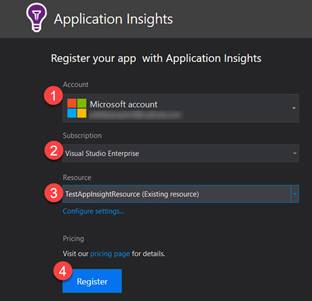 Application Insights
Register your app with Application Insights
Account
1
Microsoft account
Subscription
2
Visual Studio Enterprise
Resource
3
TestAppInsightResource (Existing resource)
Configure settings...
Pricing
Visit our pricing page for details.
4
Register